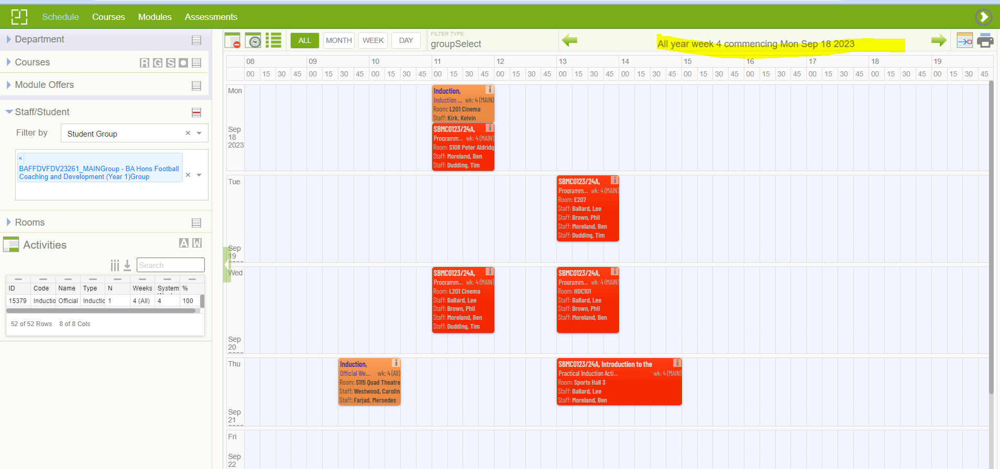 Schedule Courses Modules Assessments
Department
Courses R G S
Module Offers
Staff/Student
Filter by Student Group
BAFFDVFDV23261_MAINGroup - BA Hons Football
Coaching and Development (Year 1)Group
Rooms
Activities A W
Search
ID Code Name Type N Weeks System %
15379 Inductio Official Inductio 1 4 (All) 4 100
52 of 52 Rows 8 of 8 Cols
ALL MONTH WEEK DAY
FILTER TYPE
groupSelect
All year week 4 commencing Mon Sep 18 2023
08 09 10 11 12 13 14 15 16 17 18 19
00 15 30 45 00 15 30 45 00 15 30 45 00 15 30 45 00 15 30 45 00 15 30 45 00 15 30 45 00 15 30 45 00 15 30 45 00 15 30 45 00 15 30 45 00 15 30 45
Mon
Sep
18
2023
Induction,
Induction ... wk: 4 (MAIN)
Room: L201 Cinema
Staff: Kirk, Kelvin
SBMC0123/24A,
Programm... wk: 4 (MAIN)
Room: S108 Peter Aldridg
Staff: Moreland, Ben
Staff: Dudding, Tim
Tue
Sep
19
SBMC0123/24A,
Programm... wk: 4 (MAIN)
Room: E207
Staff: Ballard, Lee
Staff: Brown, Phil
Staff: Moreland, Ben
Staff: Dudding, Tim
Wed
Sep
20
SBMC0123/24A,
Programm... wk: 4 (MAIN)
Room: L201 Cinema
Staff: Ballard, Lee
Staff: Brown, Phil
Staff: Moreland, Ben
Staff: Dudding, Tim
SBMC0123/24A,
Programm... wk: 4 (MAIN)
Room: HDC101
Staff: Ballard, Lee
Staff: Brown, Phil
Staff: Moreland, Ben
Thu
Sep
21
Induction,
Official We... wk: 4 (All)
Room: S115 Quad Theatre
Staff: Westwood, Carolin
Staff: Farjad, Mersedes
SBMC0123/24A, Introduction to the
Practical Induction Acti... wk: 4 (MAIN)
Room: Sports Hall 3
Staff: Ballard, Lee
Staff: Moreland, Ben
Fri
Sep
22